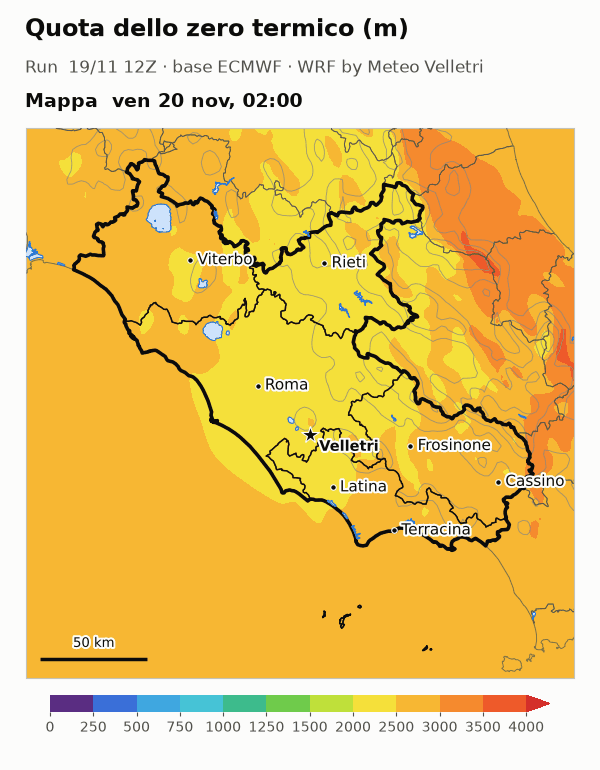 Quota dello zero termico (m)
Run  19/11 12Z · base ECMWF · WRF by Meteo Velletri
Mappa  ven 20 nov, 02:00
Viterbo
Rieti
Roma
Velletri
Frosinone
Cassino
Latina
Terracina
50 km
0 250 500 750 1000 1250 1500 2000 2500 3000 3500 4000